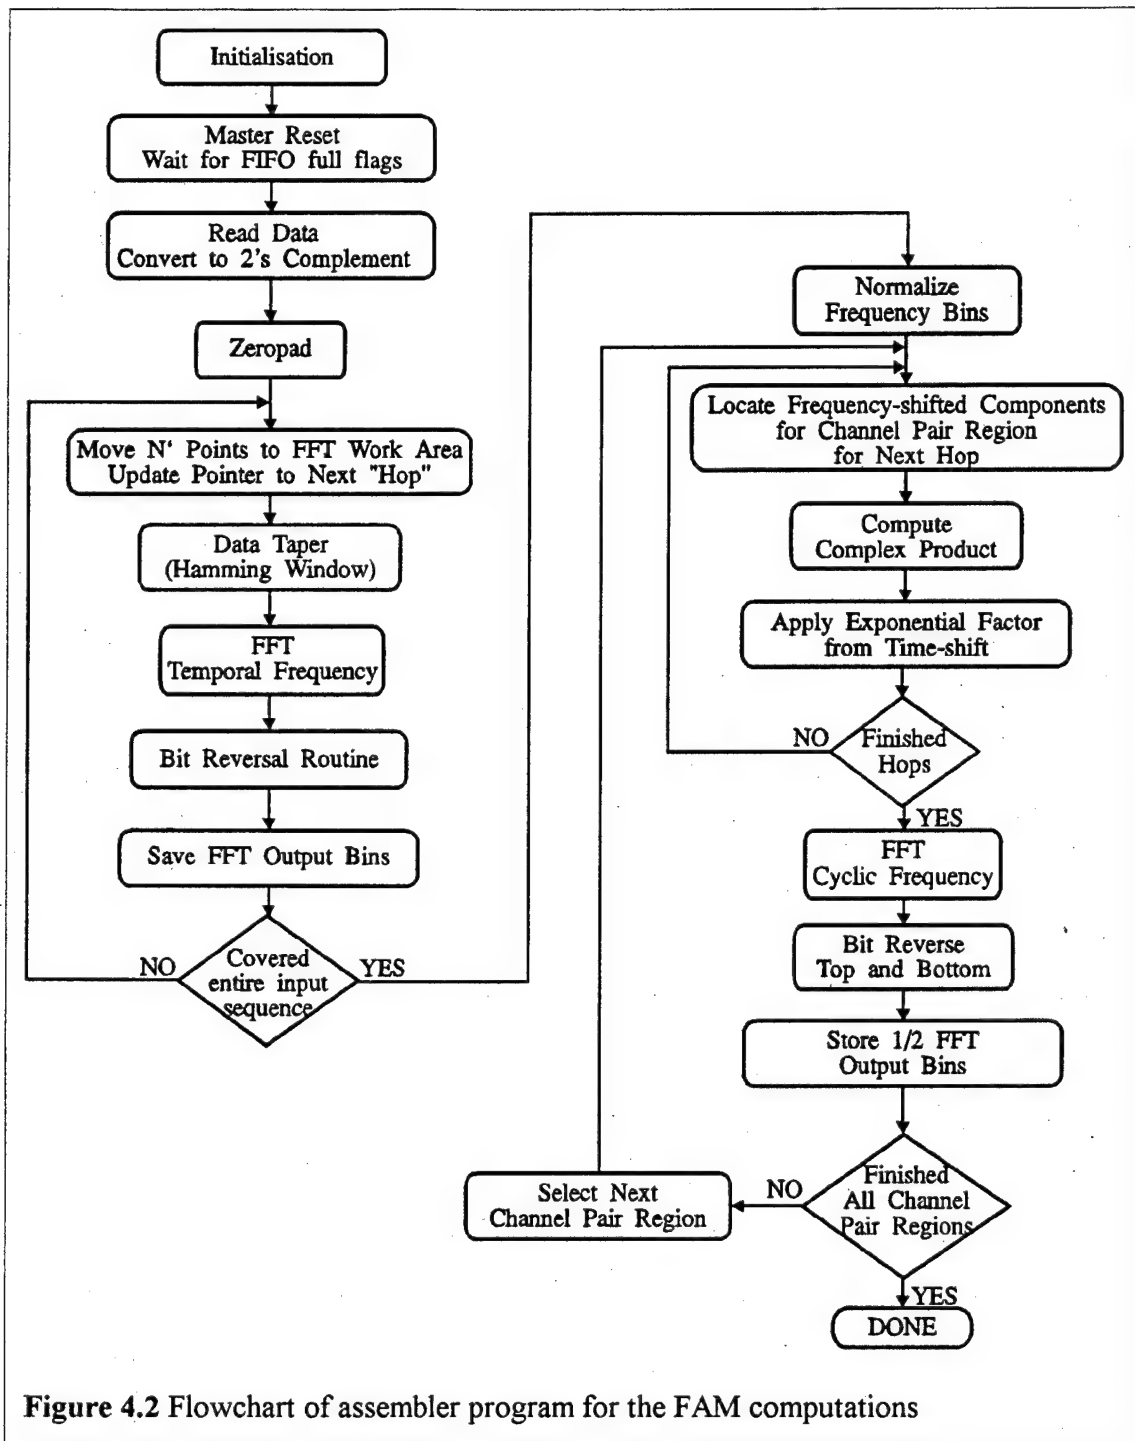 Initialisation
Master Reset
Wait for FIFO full flags
Read Data
Convert to 2's Complement
Zeropad
Move N' Points to FFT Work Area
Update Pointer to Next "Hop"
Data Taper
(Hamming Window)
FFT
Temporal Frequency
Bit Reversal Routine
Save FFT Output Bins
Covered
entire input
sequence
NO
YES
Normalize
Frequency Bins
Locate Frequency-shifted Components
for Channel Pair Region
for Next Hop
Compute
Complex Product
Apply Exponential Factor
from Time-shift
Finished
Hops
NO
YES
FFT
Cyclic Frequency
Bit Reverse
Top and Bottom
Store 1/2 FFT
Output Bins
Finished
All Channel
Pair Regions
NO
Select Next
Channel Pair Region
YES
DONE
Figure 4.2 Flowchart of assembler program for the FAM computations